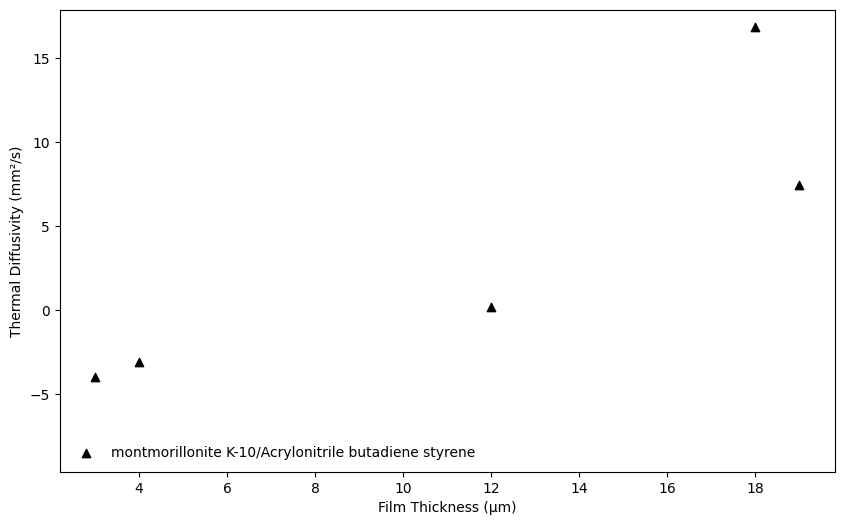 15
10
5
0
−5
Thermal Diffusivity (mm²/s)
montmorillonite K-10/Acrylonitrile butadiene styrene
4 6 8 10 12 14 16 18
Film Thickness (μm)